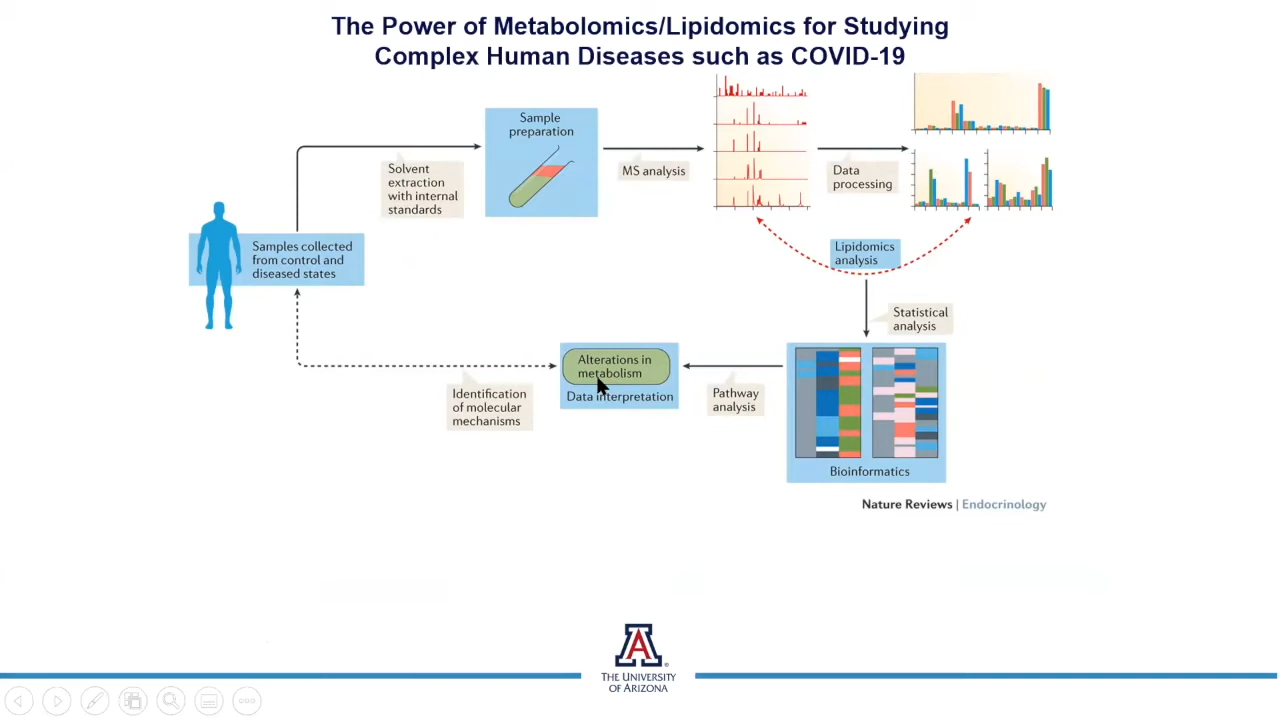 The Power of Metabolomics/Lipidomics for Studying
Complex Human Diseases such as COVID-19
Samples collected
from control and
diseased states
Solvent
extraction
with internal
standards
Sample
preparation
MS analysis
Data
processing
Lipidomics
analysis
Statistical
analysis
Bioinformatics
Pathway
analysis
Alterations in
metabolism
Data interpretation
Identification
of molecular
mechanisms
Nature Reviews | Endocrinology
A
THE UNIVERSITY
OF ARIZONA